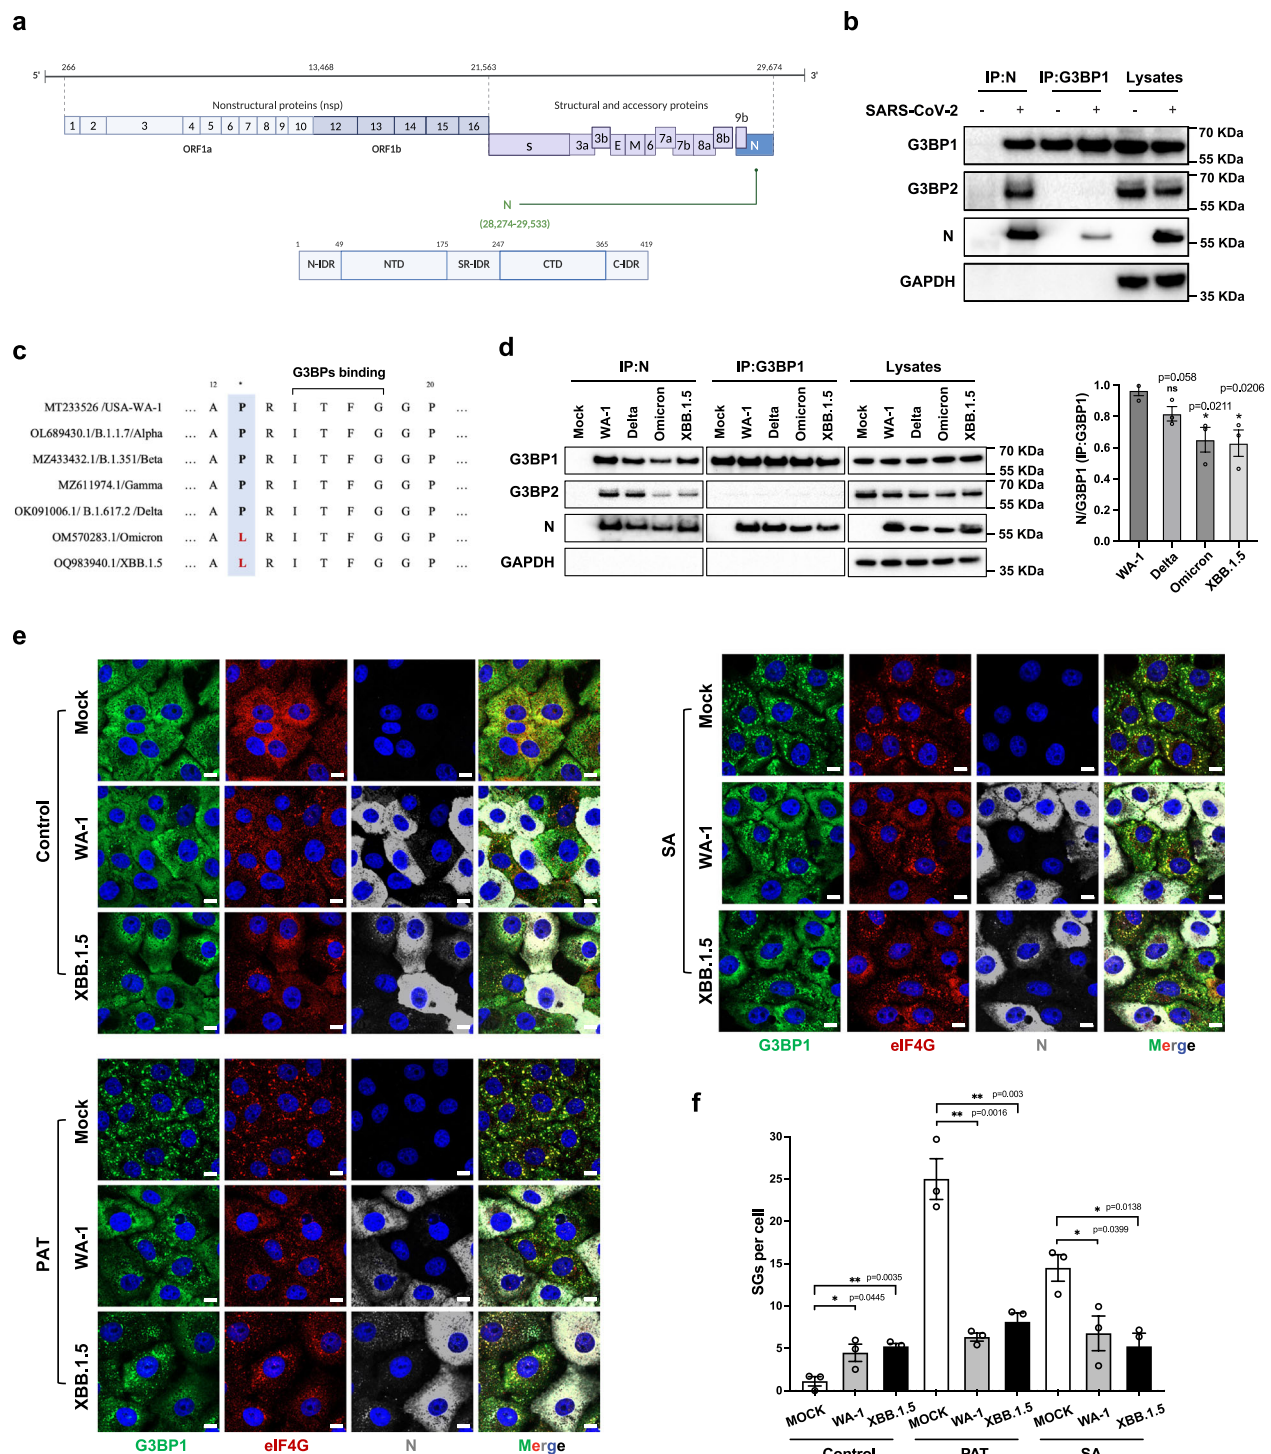 a
266
13,468
21,563
29,674
5'
3'
Nonstructural proteins (nsp)
Structural and accessory proteins
1 2 3 4 5 6 7 8 9 10 12 13 14 15 16
S 3a 3b E M 6 7a 7b 8a 8b 9b N
ORF1a
ORF1b
N
(28,274-29,533)
1 49 175 247 365 419
N-IDR NTD SR-IDR CTD C-IDR
b
IP:N IP:G3BP1 Lysates
SARS-CoV-2 - + - + - +
G3BP1
70 KDa
55 KDa
G3BP2
70 KDa
55 KDa
N
55 KDa
GAPDH
35 KDa
c
G3BPs binding
12 * 20
MT233526 /USA-WA-1 ... A P R I T F G G P ...
OL689430.1/B.1.1.7/Alpha ... A P R I T F G G P ...
MZ433432.1/B.1.351/Beta ... A P R I T F G G P ...
MZ611974.1/Gamma ... A P R I T F G G P ...
OK091006.1/ B.1.617.2 /Delta ... A P R I T F G G P ...
OM570283.1/Omicron ... A L R I T F G G P ...
OQ983940.1/XBB.1.5 ... A L R I T F G G P ...
d
IP:N IP:G3BP1 Lysates
Mock WA-1 Delta Omicron XBB.1.5 Mock WA-1 Delta Omicron XBB.1.5 Mock WA-1 Delta Omicron XBB.1.5
G3BP1
70 KDa
55 KDa
G3BP2
70 KDa
55 KDa
N
55 KDa
GAPDH
35 KDa
N/G3BP1 (IP:G3BP1)
1.0
0.8
0.6
0.4
0.2
0.0
p=0.058
ns
p=0.0211
*
p=0.0206
*
WA-1 Delta Omicron XBB.1.5
e
Control
Mock
WA-1
XBB.1.5
SA
Mock
WA-1
XBB.1.5
G3BP1 eIF4G N Merge
PAT
Mock
WA-1
XBB.1.5
G3BP1 eIF4G N Merge
f
SGs per cell
30
25
20
15
10
5
0
** p=0.0035
* p=0.0445
** p=0.003
** p=0.0016
* p=0.0138
* p=0.0399
MOCK WA-1 XBB.1.5 MOCK WA-1 XBB.1.5 MOCK WA-1 XBB.1.5
Control PAT SA